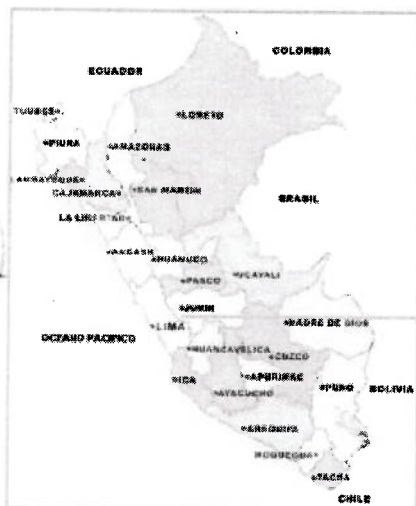 COLOMBIA
ECUADOR
LORETO
TUMBES
PIURA
AMAZONAS
LAMBAYEQUE
CAJAMARCA
SAN MARTIN
BRASIL
LA LIBERTAD
ANCASH
HUANUCO
PASCO
UCAYALI
JUNIN
LIMA
MADRE DE DIOS
OCEANO PACIFICO
HUANCAVELICA
CUZCO
ICA
APURIMAC
PUNO
BOLIVIA
AYACUCHO
AREQUIPA
MOQUEGUA
TACNA
CHILE